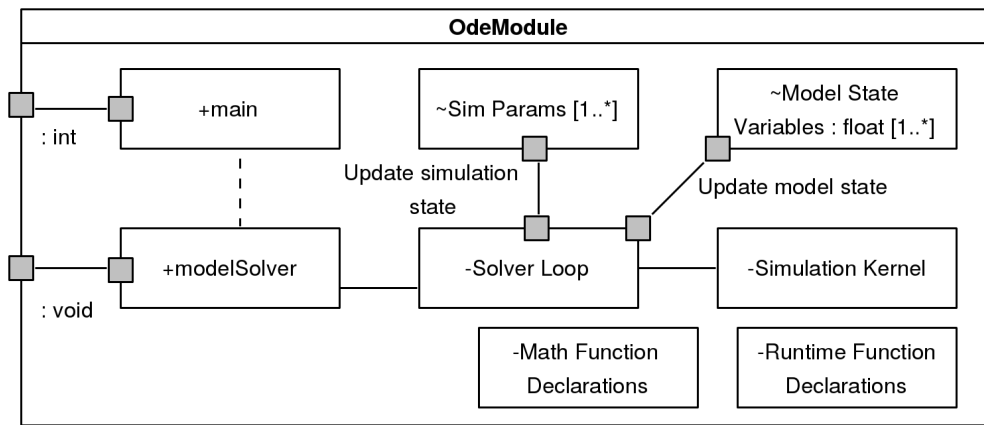 OdeModule
+main
~Sim Params [1..*]
~Model State
Variables : float [1..*]
: int
Update simulation
state
Update model state
+modelSolver
-Solver Loop
-Simulation Kernel
: void
-Math Function
Declarations
-Runtime Function
Declarations